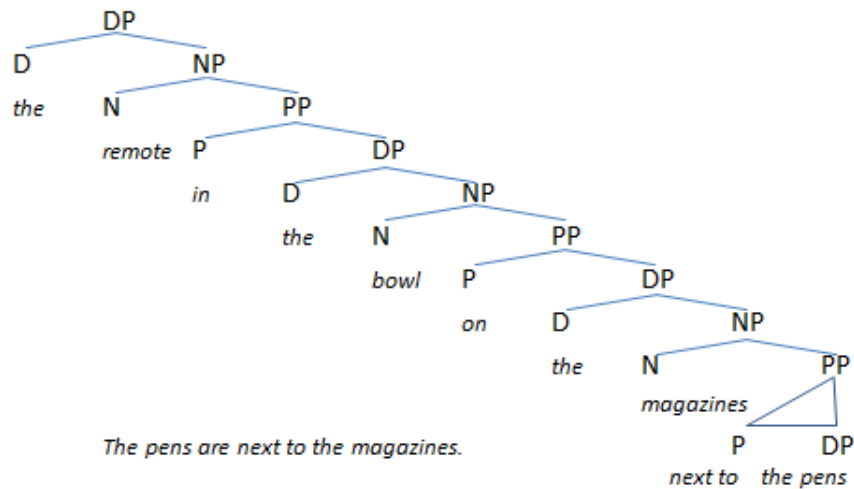 DP
D NP
the N PP
remote P DP
in D NP
the N PP
bowl P DP
on D NP
the N PP
magazines
The pens are next to the magazines. P DP
next to the pens